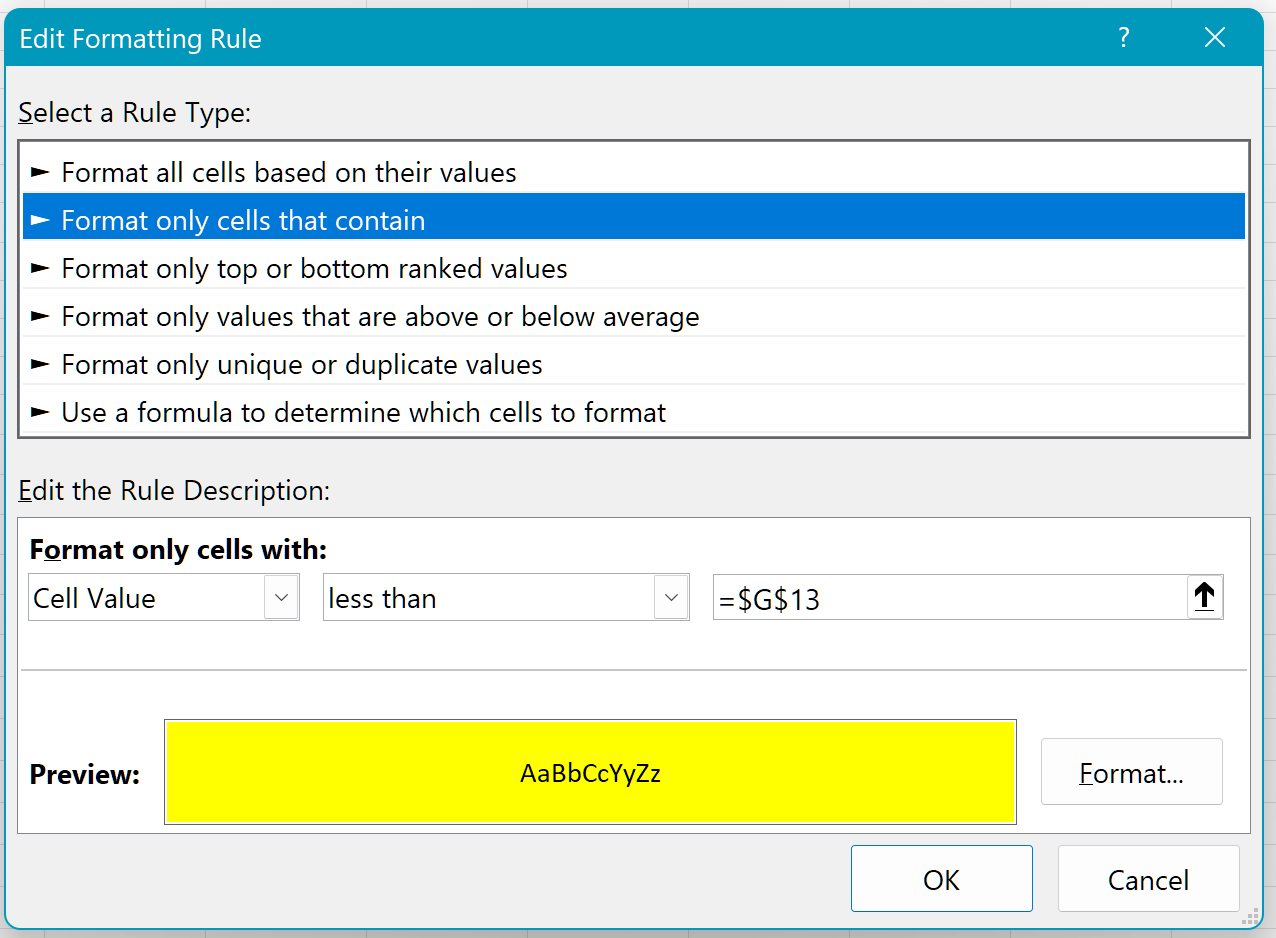 Edit Formatting Rule ?
Select a Rule Type:
► Format all cells based on their values
► Format only cells that contain
► Format only top or bottom ranked values
► Format only values that are above or below average
► Format only unique or duplicate values
► Use a formula to determine which cells to format
Edit the Rule Description:
Format only cells with:
Cell Value less than =$G$13
Preview: AaBbCcYyZz Format...
OK Cancel